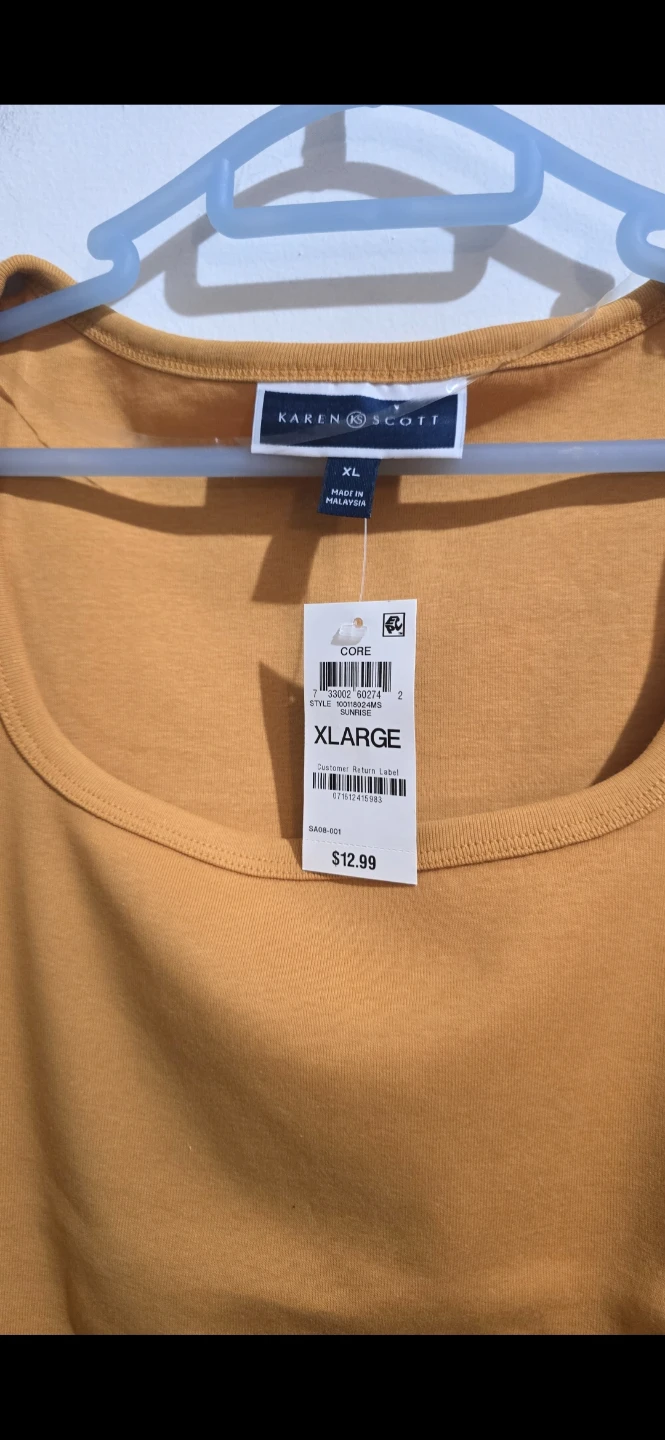 KAREN KS SCOTT
XL
MADE IN
MALAYSIA
CORE
7 33002 60274 2
STYLE 100118024MS
SUNRISE
XLARGE
Customer Return Label
671512415983
SA08-001
$12.99